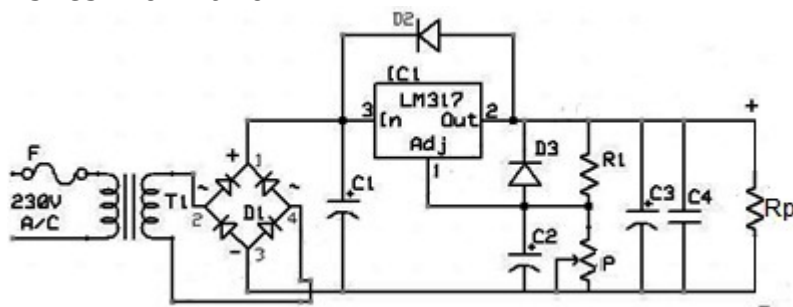 D2
IC1
LM317
3 In Out 2
Adj
1
+
F
230V
A/C
T1
~ + 1 ~
2 D1 4
- 3
C1
D3
R1
C2
P
C3
C4
Rp
-